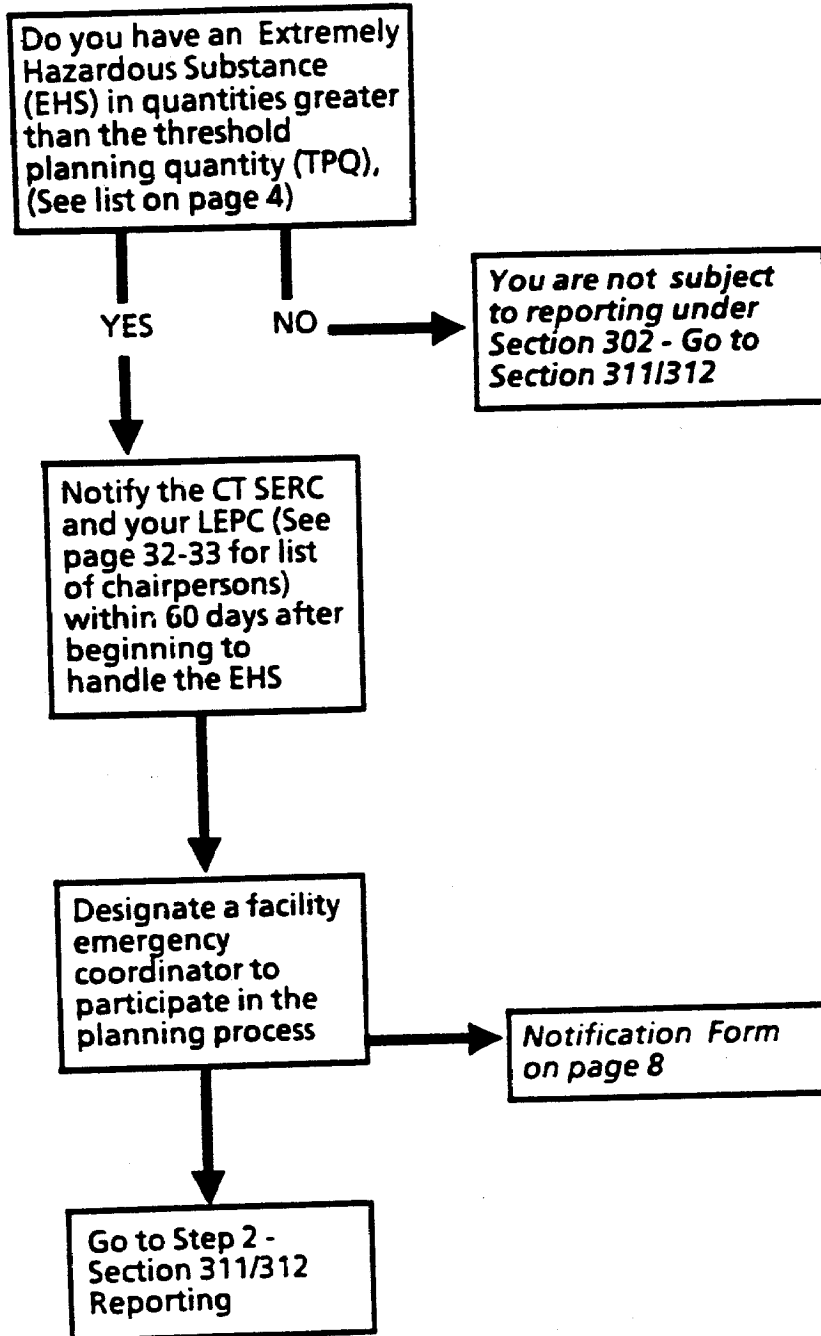 Do you have an Extremely
Hazardous Substance
(EHS) in quantities greater
than the threshold
planning quantity (TPQ),
(See list on page 4)
YES
NO
You are not subject
to reporting under
Section 302 - Go to
Section 311/312
Notify the CT SERC
and your LEPC (See
page 32-33 for list
of chairpersons)
within 60 days after
beginning to
handle the EHS
Designate a facility
emergency
coordinator to
participate in the
planning process
Notification Form
on page 8
Go to Step 2 -
Section 311/312
Reporting